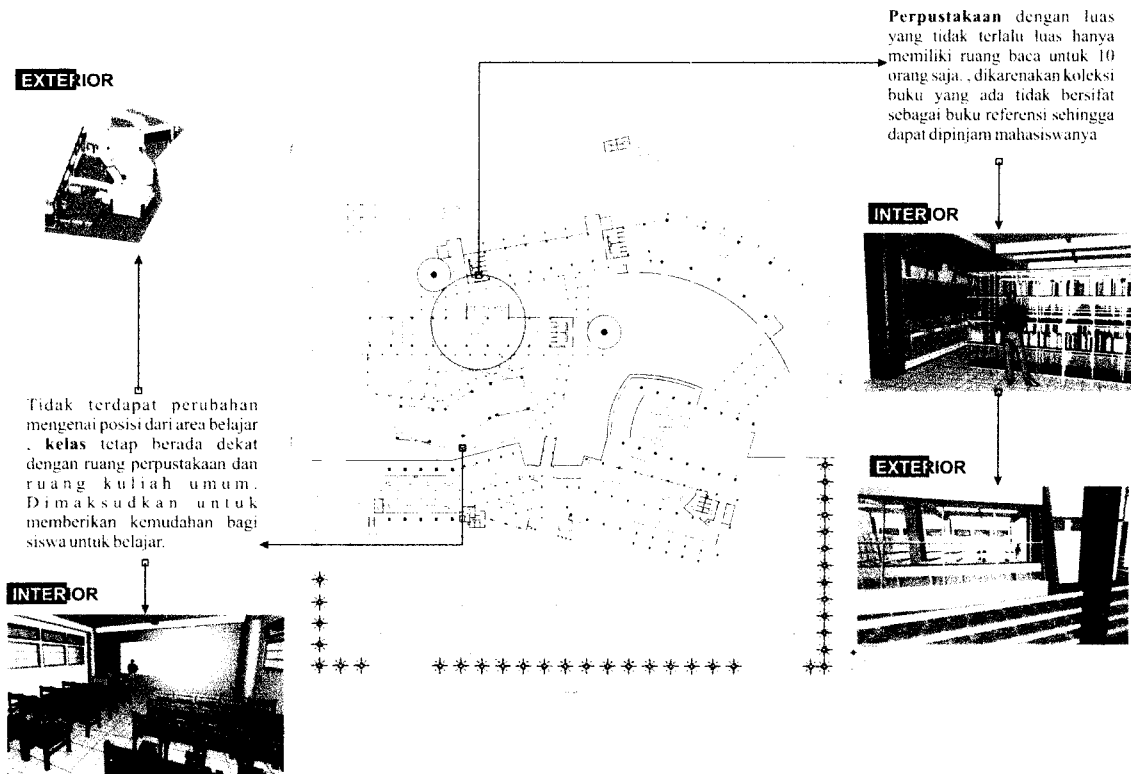 EXTERIOR
Perpustakaan dengan luas
yang tidak terlalu luas hanya
memiliki ruang baca untuk 10
orang saja. , dikarenakan koleksi
buku yang ada tidak bersifat
sebagai buku referensi sehingga
dapat dipinjam mahasiswanya
INTERIOR
EXTERIOR
Tidak terdapat perubahan
mengenai posisi dari area belajar
, kelas tetap berada dekat
dengan ruang perpustakaan dan
ruang kuliah umum.
Dimaksudkan untuk
memberikan kemudahan bagi
siswa untuk belajar.
INTERIOR